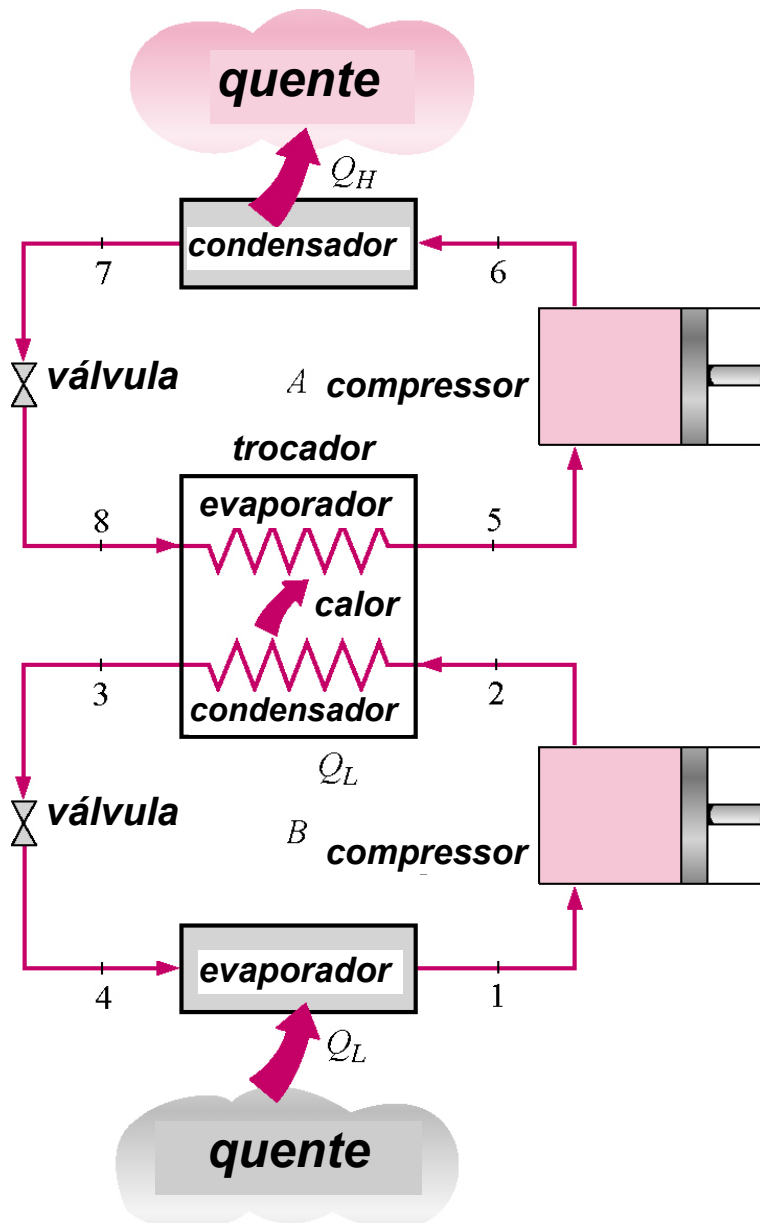 quente
Q_H
condensador
7
6
válvula
A compressor
trocador
evaporador
8
5
calor
3
2
condensador
Q_L
válvula
B compressor
evaporador
4
1
Q_L
quente